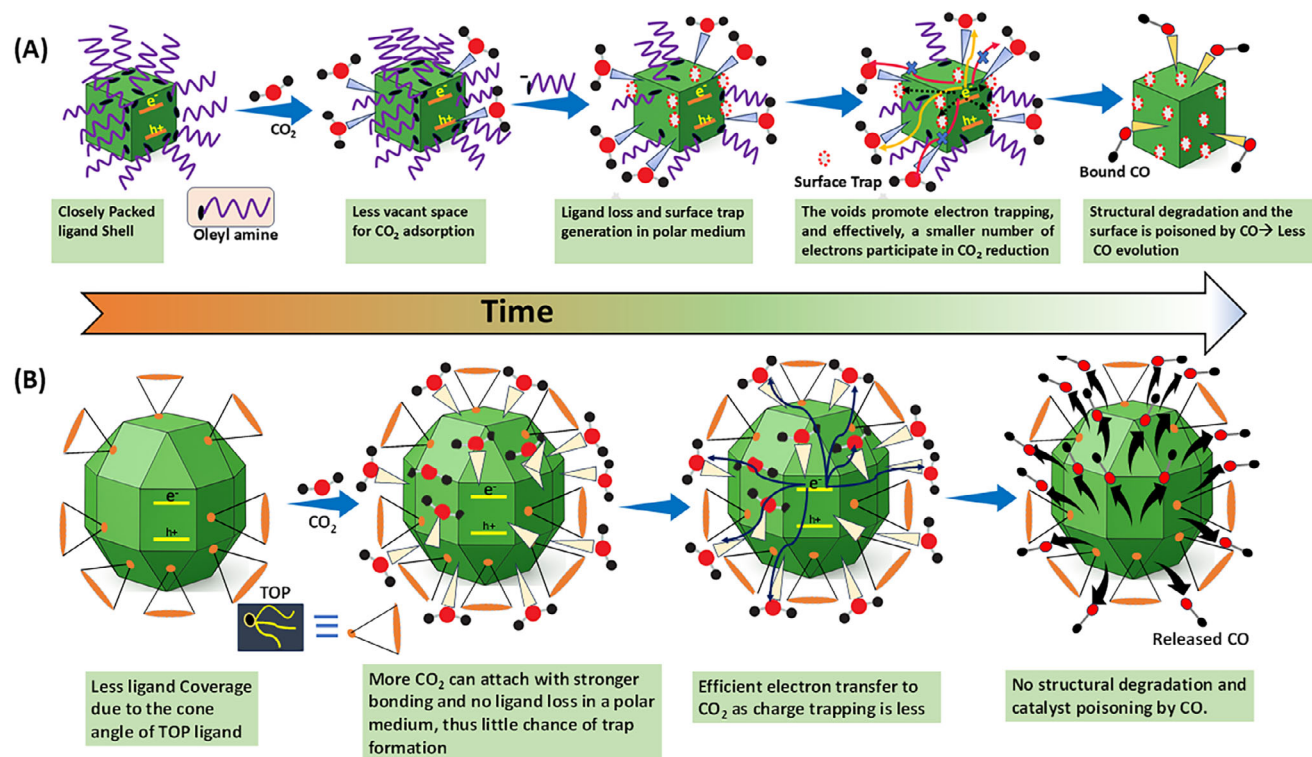 (A)
e⁻
h+
CO₂
e⁻
h+
–
e⁻
h+
e
h+
Surface Trap
Bound CO
Closely Packed
ligand Shell
Oleyl amine
Less vacant space
for CO₂ adsorption
Ligand loss and surface trap
generation in polar medium
The voids promote electron trapping,
and effectively, a smaller number of
electrons participate in CO₂ reduction
Structural degradation and the
surface is poisoned by CO→ Less
CO evolution
Time
(B)
e⁻
h+
CO₂
e⁻
h+
e⁻
h+
TOP
Released CO
Less ligand Coverage
due to the cone
angle of TOP ligand
More CO₂ can attach with stronger
bonding and no ligand loss in a polar
medium, thus little chance of trap
formation
Efficient electron transfer to
CO₂ as charge trapping is less
No structural degradation and
catalyst poisoning by CO.